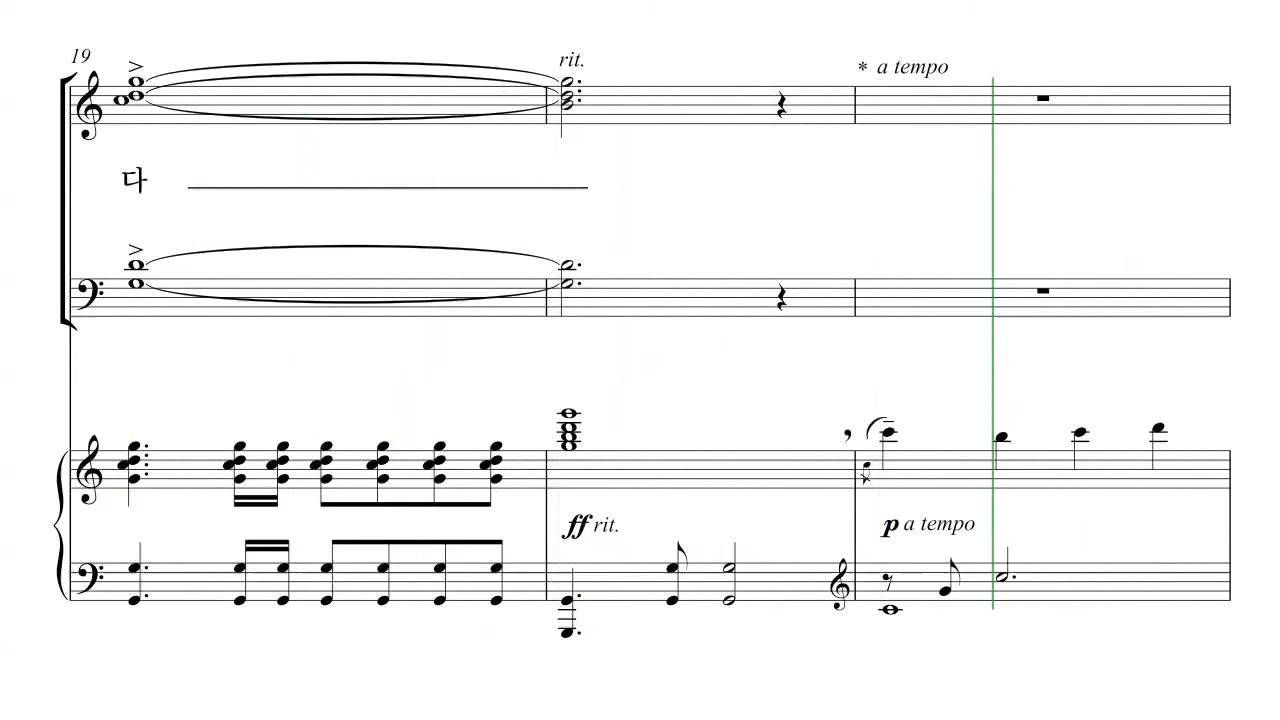 19
rit.
* a tempo
다
ff rit.
p a tempo